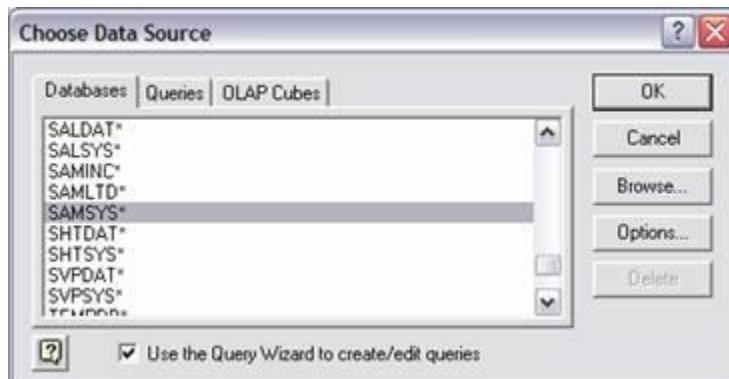 Choose Data Source
Databases Queries OLAP Cubes
SALDAT*
SALSYS*
SAMINC*
SAMLTD*
SAMSYS*
SHTDAT*
SHTSYS*
SVPDAT*
SVPSYS*
OK
Cancel
Browse...
Options...
Delete
Use the Query Wizard to create/edit queries